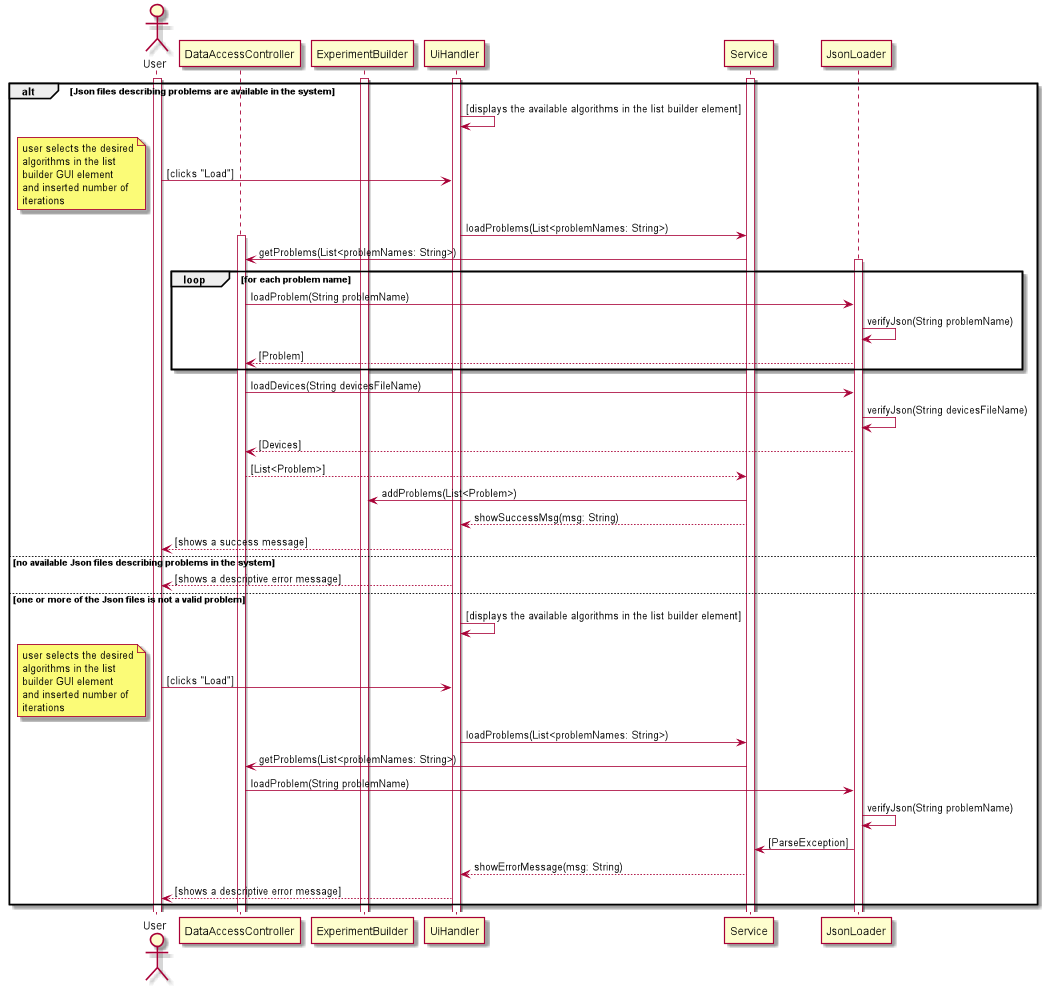 User
DataAccessController
ExperimentBuilder
UiHandler
Service
JsonLoader
alt
[Json files describing problems are available in the system]
[displays the available algorithms in the list builder element]
user selects the desired
algorithms in the list
builder GUI element
and inserted number of
iterations
[clicks "Load"]
loadProblems(List<problemNames: String>)
getProblems(List<problemNames: String>)
loop
[for each problem name]
loadProblem(String problemName)
verifyJson(String problemName)
[Problem]
loadDevices(String devicesFileName)
verifyJson(String devicesFileName)
[Devices]
[List<Problem>]
addProblems(List<Problem>)
showSuccessMsg(msg: String)
[shows a success message]
[no available Json files describing problems in the system]
[shows a descriptive error message]
[one or more of the Json files is not a valid problem]
[displays the available algorithms in the list builder element]
user selects the desired
algorithms in the list
builder GUI element
and inserted number of
iterations
[clicks "Load"]
loadProblems(List<problemNames: String>)
getProblems(List<problemNames: String>)
loadProblem(String problemName)
verifyJson(String problemName)
[ParseException]
showErrorMessage(msg: String)
[shows a descriptive error message]
User
DataAccessController
ExperimentBuilder
UiHandler
Service
JsonLoader